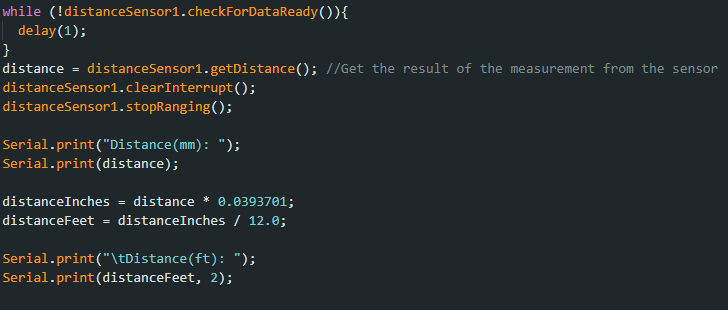 while (!distanceSensor1.checkForDataReady()){
  delay(1);
}
distance = distanceSensor1.getDistance(); //Get the result of the measurement from the sensor
distanceSensor1.clearInterrupt();
distanceSensor1.stopRanging();

Serial.print("Distance(mm): ");
Serial.print(distance);

distanceInches = distance * 0.0393701;
distanceFeet = distanceInches / 12.0;

Serial.print("\tDistance(ft): ");
Serial.print(distanceFeet, 2);